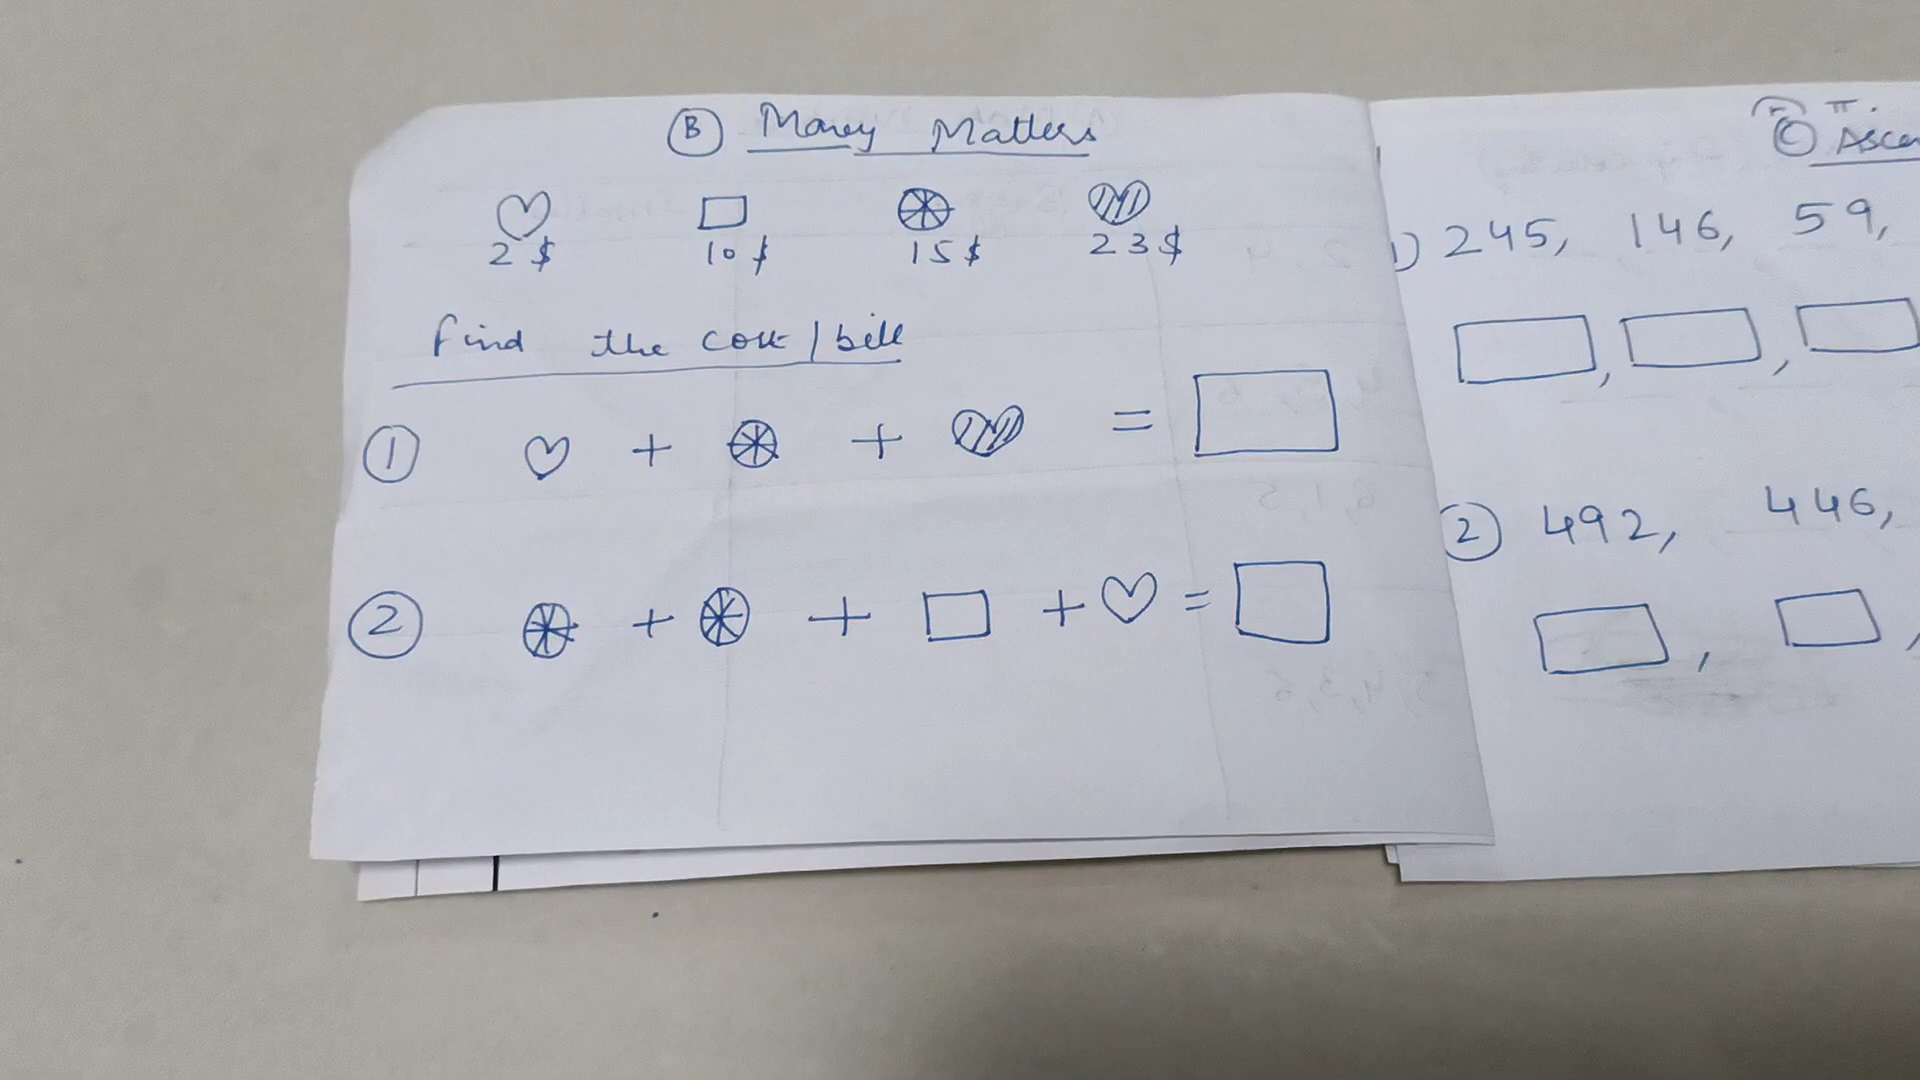 B Money Matters
2$ 10$ 15$ 23$
Find the cost/bill
1 + + =
2 + + + =
C Asce
1) 245, 146, 59,
, ,
2 492, 446,
, ,